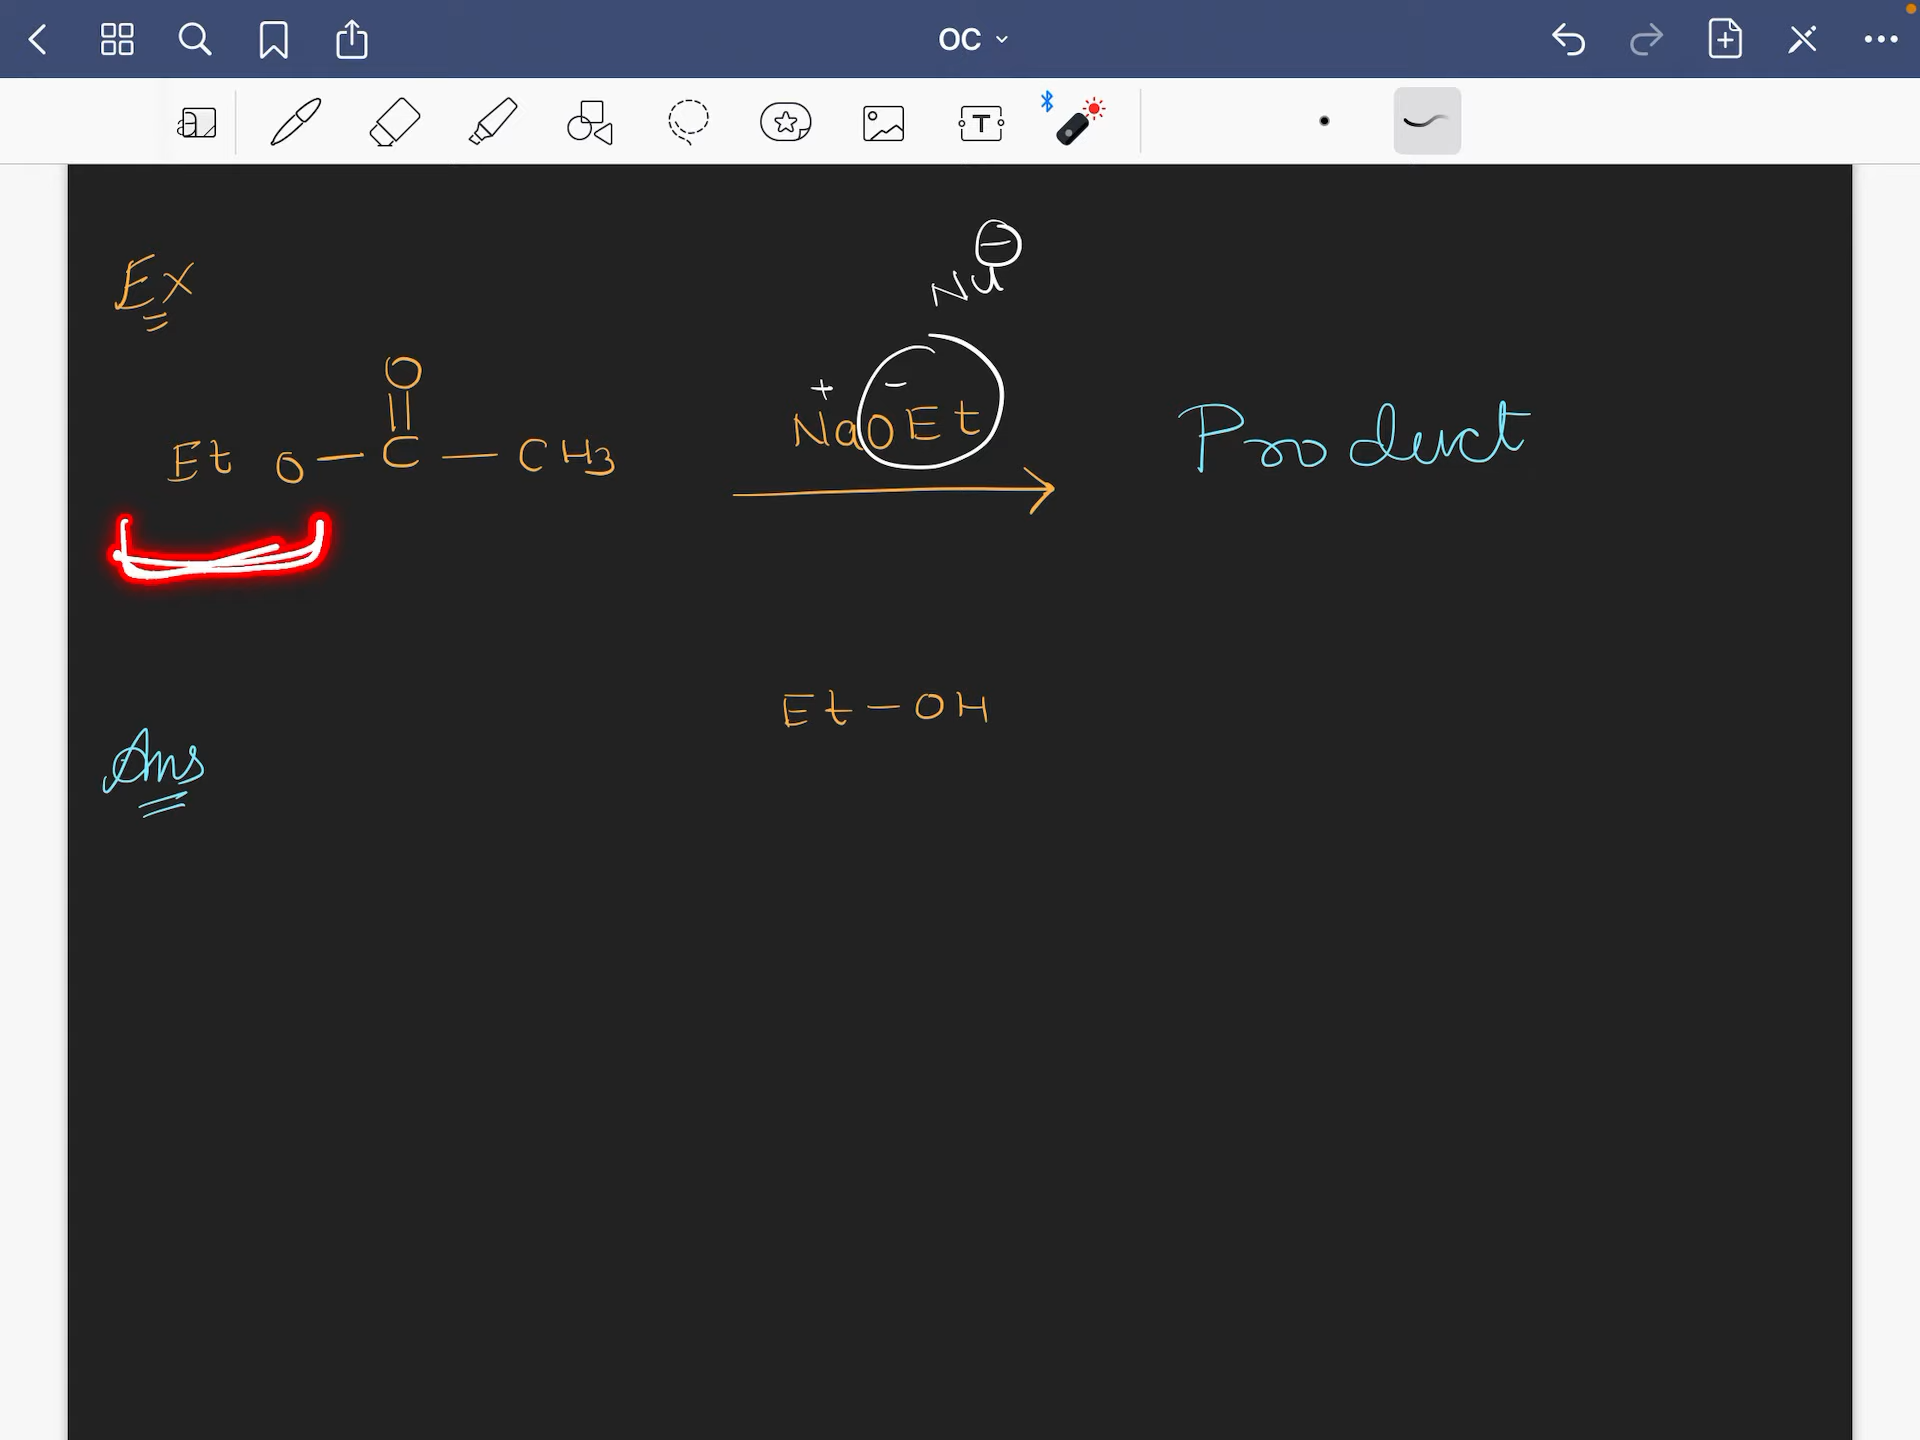 OC
T
Ex
Nu⊖
O
+ −
Et O — C — CH3
NaOEt
Product
Et — OH
Ans